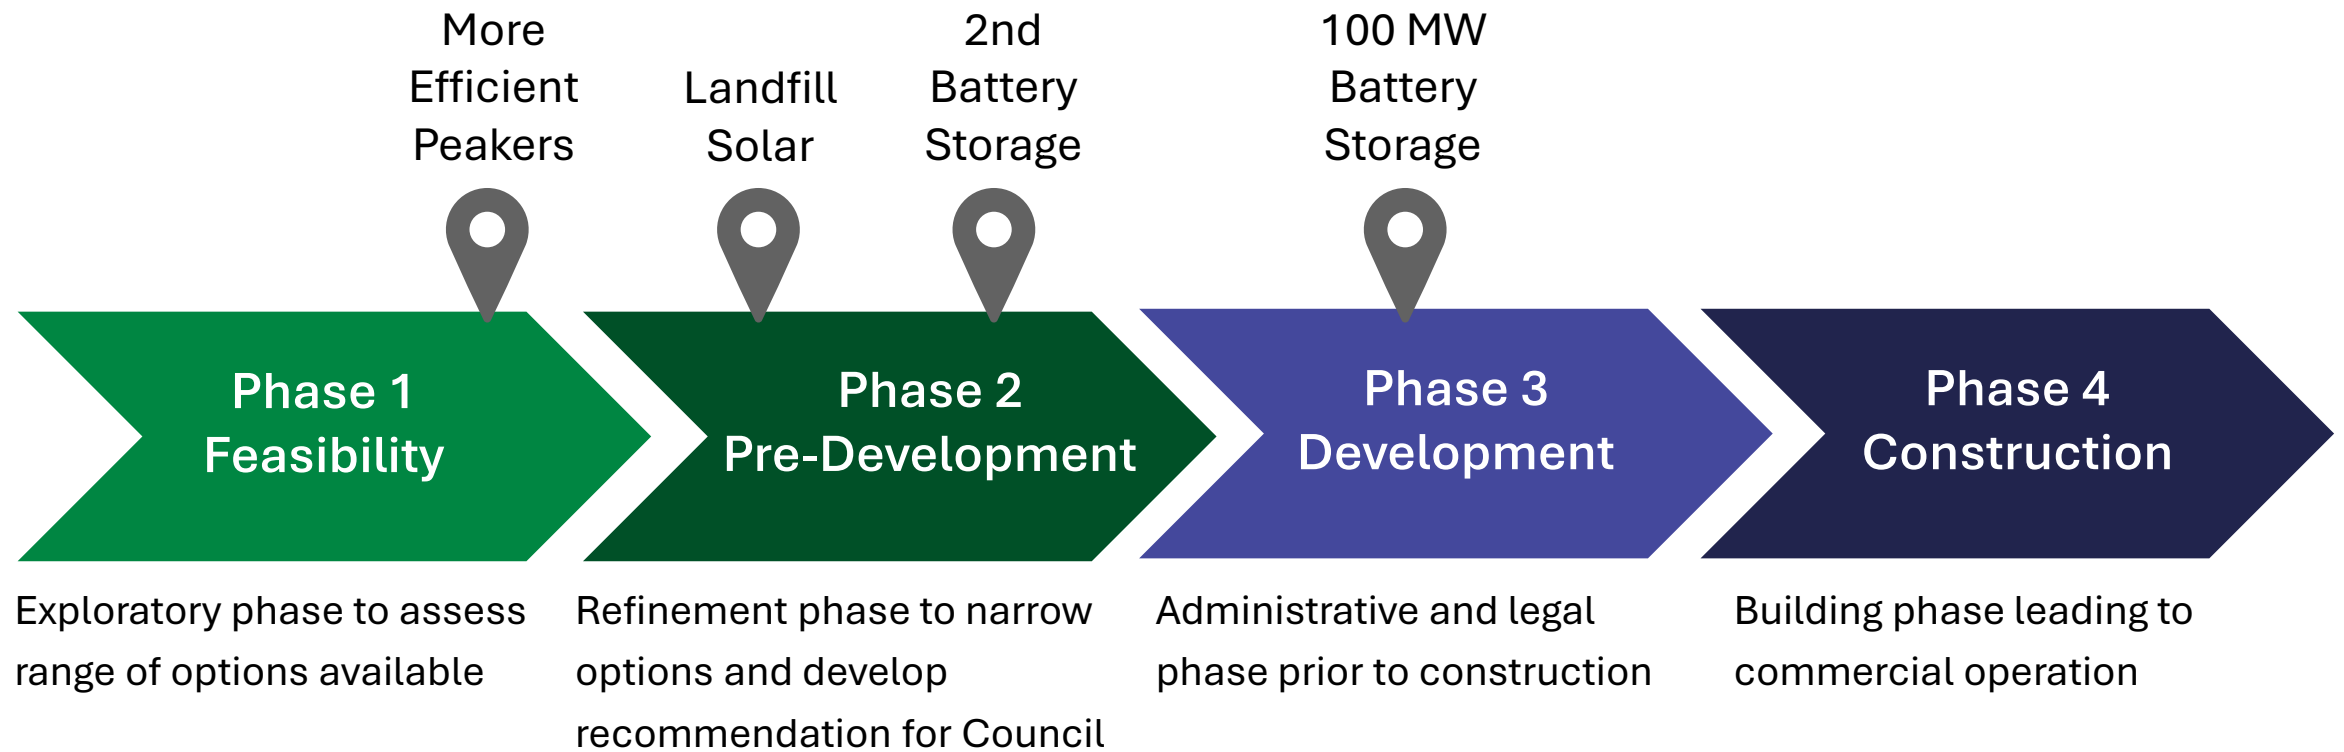 More
Efficient
Peakers
Landfill
Solar
2nd
Battery
Storage
100 MW
Battery
Storage
Phase 1
Feasibility
Phase 2
Pre-Development
Phase 3
Development
Phase 4
Construction
Exploratory phase to assess
range of options available
Refinement phase to narrow
options and develop
recommendation for Council
Administrative and legal
phase prior to construction
Building phase leading to
commercial operation